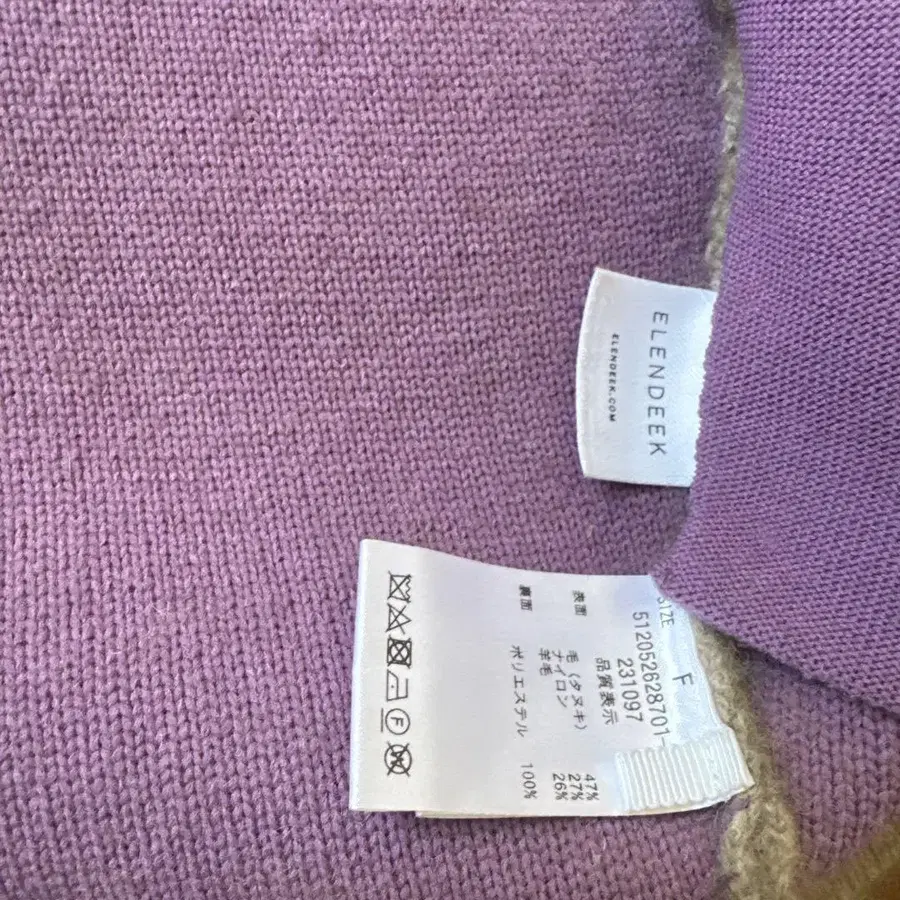 ELENDEEK
ELENDEEK.COM
SIZE F
512052628701-
231097
品質表示
表面 毛(タヌキ) 47%
ナイロン 27%
羊毛 26%
裏面 ポリエステル 100%
F